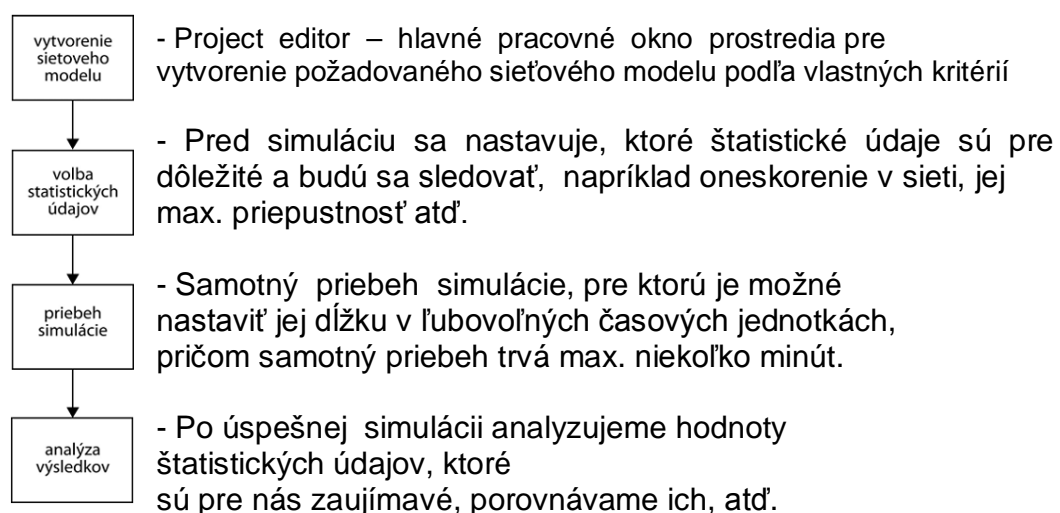 vytvorenie
sietoveho
modelu
- Project editor – hlavné pracovné okno prostredia pre
vytvorenie požadovaného sieťového modelu podľa vlastných kritérií
volba
statistických
údajov
- Pred simuláciu sa nastavuje, ktoré štatistické údaje sú pre
dôležité a budú sa sledovať, napríklad oneskorenie v sieti, jej
max. priepustnosť atď.
priebeh
simulácie
- Samotný priebeh simulácie, pre ktorú je možné
nastaviť jej dĺžku v ľubovoľných časových jednotkách,
pričom samotný priebeh trvá max. niekoľko minút.
analýza
výsledkov
- Po úspešnej simulácii analyzujeme hodnoty
štatistických údajov, ktoré
sú pre nás zaujímavé, porovnávame ich, atď.